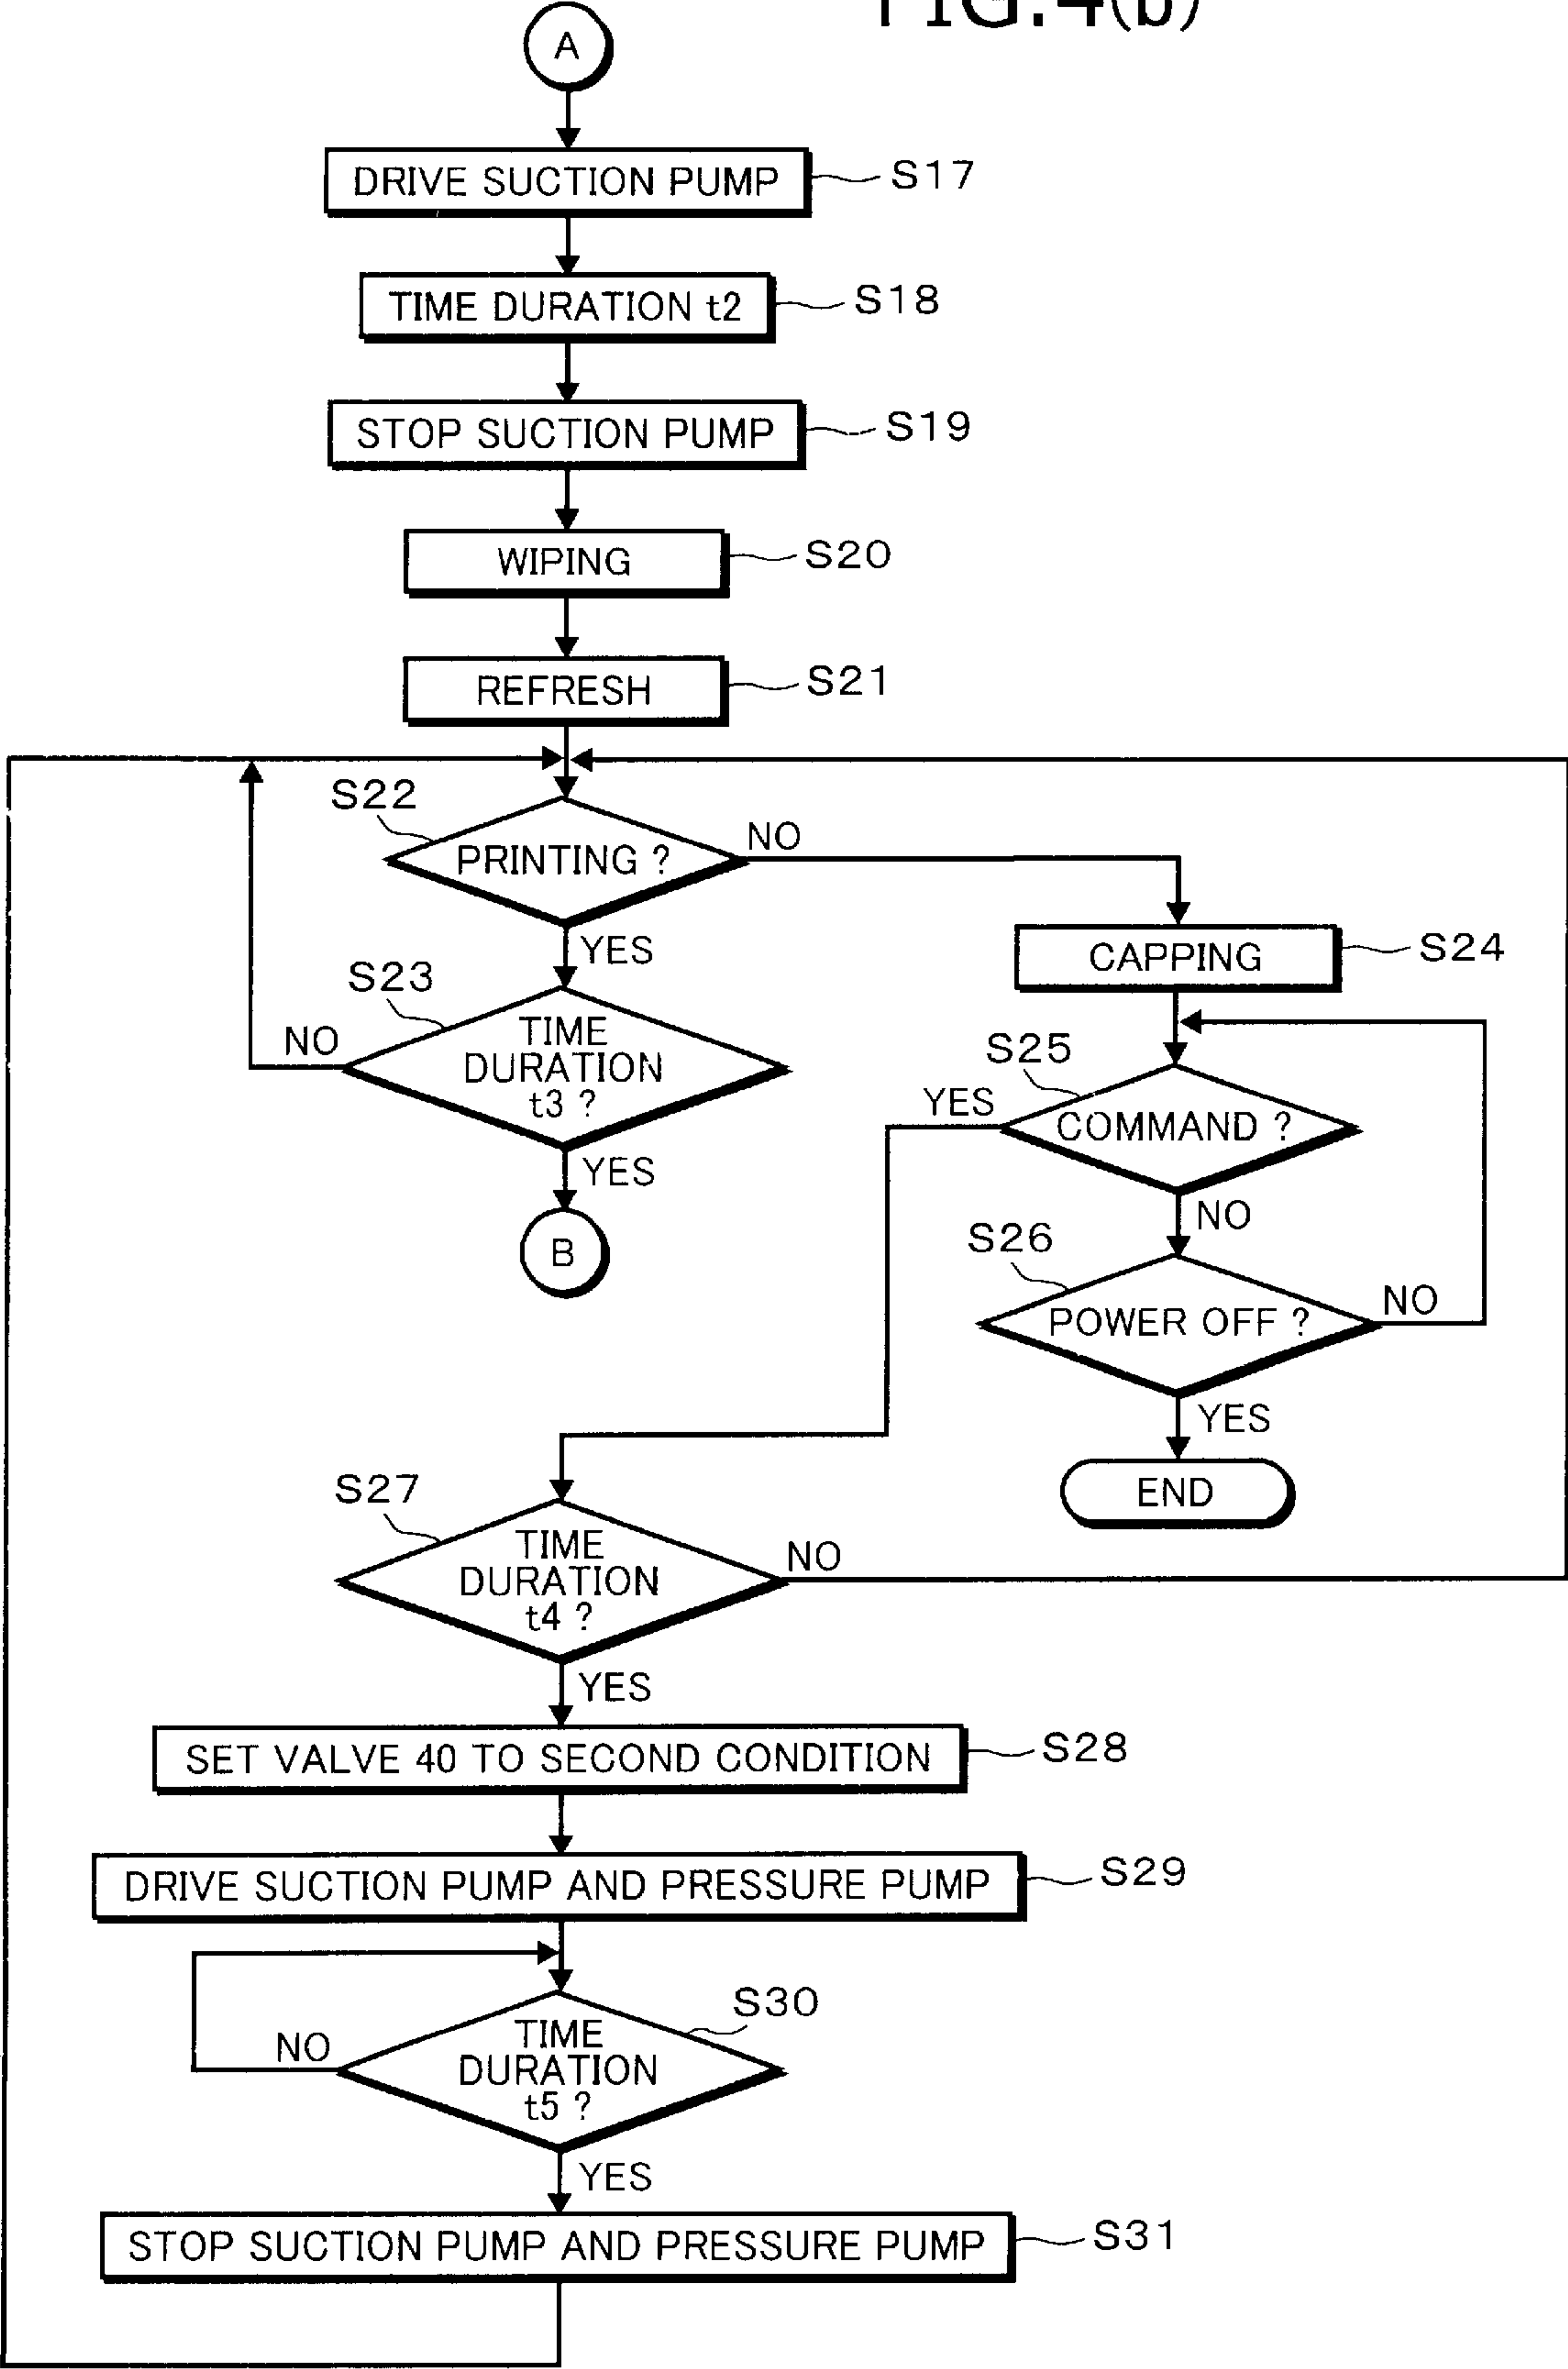 FIG.4(b)
A
DRIVE SUCTION PUMP
S17
TIME DURATION t2
S18
STOP SUCTION PUMP
S19
WIPING
S20
REFRESH
S21
S22
PRINTING ?
NO
YES
CAPPING
S24
S23
TIME
DURATION
t3 ?
NO
YES
B
S25
COMMAND ?
YES
NO
S26
POWER OFF ?
NO
YES
END
S27
TIME
DURATION
t4 ?
NO
YES
SET VALVE 40 TO SECOND CONDITION
S28
DRIVE SUCTION PUMP AND PRESSURE PUMP
S29
S30
TIME
DURATION
t5 ?
NO
YES
STOP SUCTION PUMP AND PRESSURE PUMP
S31